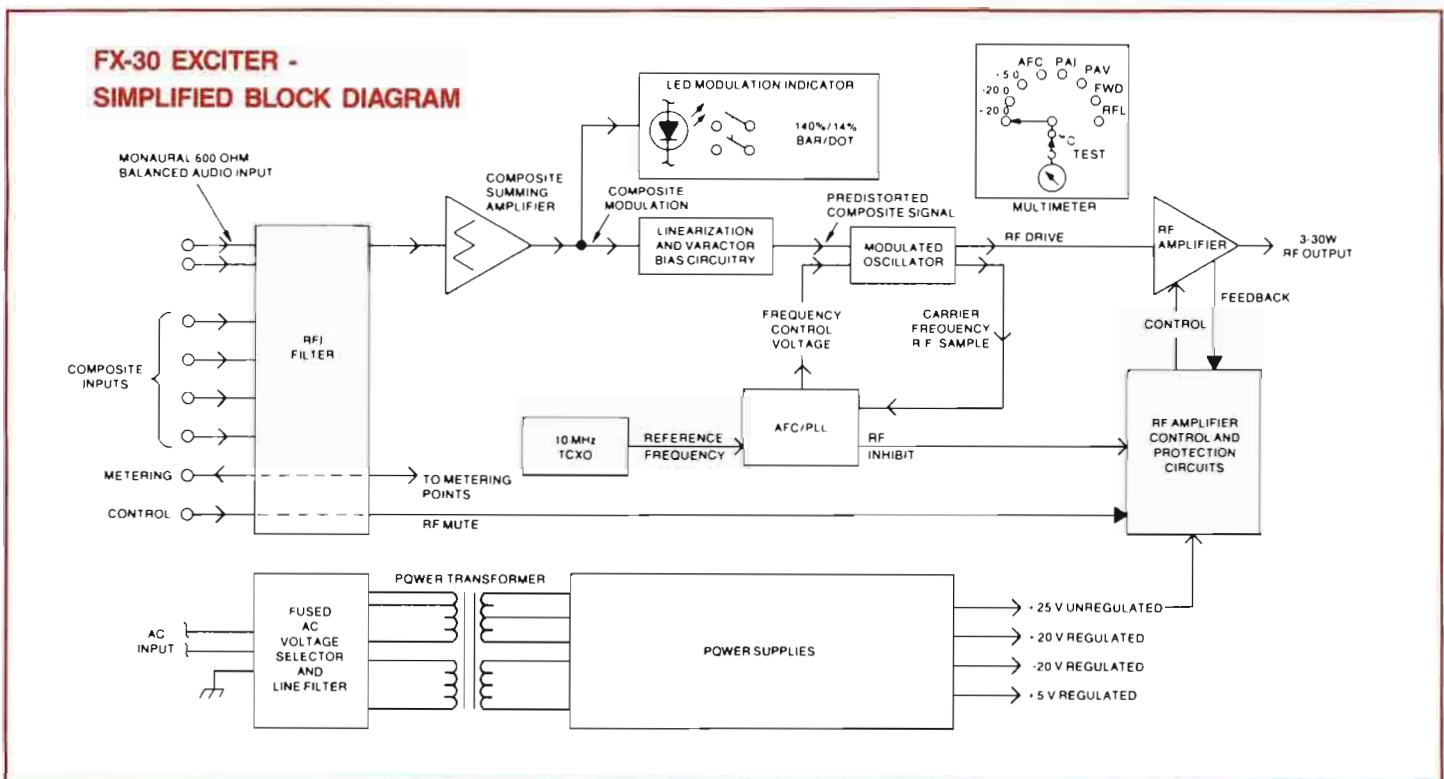 FX-30 EXCITER -
SIMPLIFIED BLOCK DIAGRAM
MONAURAL 600 OHM
BALANCED AUDIO INPUT
COMPOSITE
INPUTS
METERING
CONTROL
RFI
FILTER
TO METERING
POINTS
RF MUTE
COMPOSITE
SUMMING
AMPLIFIER
COMPOSITE
MODULATION
LED MODULATION INDICATOR
140%/14%
BAR/DOT
LINEARIZATION
AND VARACTOR
BIAS CIRCUITRY
PREDISTORTED
COMPOSITE SIGNAL
MODULATED
OSCILLATOR
RF DRIVE
FREQUENCY
CONTROL
VOLTAGE
CARRIER
FREQUENCY
RF SAMPLE
10 MHz
TCXO
REFERENCE
FREQUENCY
AFC/PLL
RF
INHIBIT
AFC
PAI
PAV
FWD
RFL
+5.0
-20.0
-20.0
TEST
MULTIMETER
RF
AMPLIFIER
3-30W
RF OUTPUT
FEEDBACK
CONTROL
RF AMPLIFIER
CONTROL AND
PROTECTION
CIRCUITS
AC
INPUT
FUSED
AC
VOLTAGE
SELECTOR
AND
LINE FILTER
POWER TRANSFORMER
POWER SUPPLIES
+25 V UNREGULATED
+20 V REGULATED
-20 V REGULATED
+5 V REGULATED